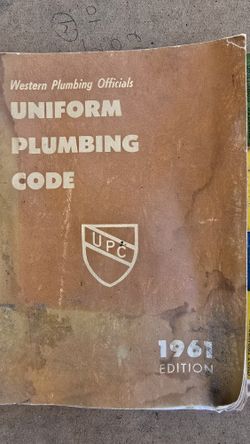 Western Plumbing Officials
UNIFORM
PLUMBING
CODE
UPC
1961
EDITION